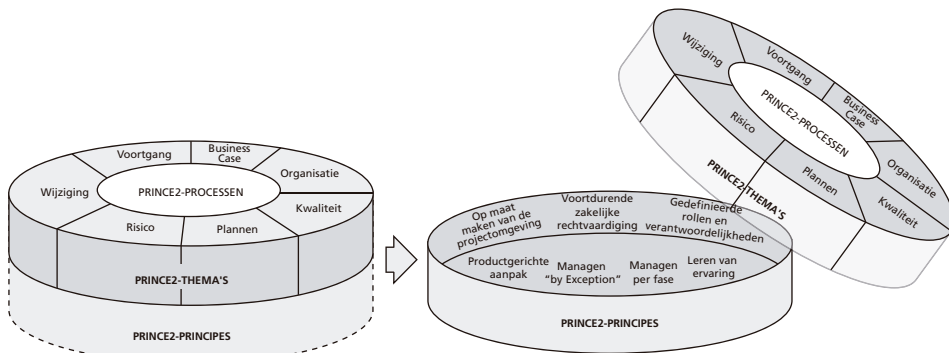 Voortgang
Business
Case
Organisatie
Wijziging
PRINCE2-PROCESSEN
Kwaliteit
Risico
Plannen
PRINCE2-THEMA'S
PRINCE2-PRINCIPES
Op maat
maken van de
projectomgeving
Voortdurende
zakelijke
rechtvaardiging
Gedefinieerde
rollen en
verantwoordelijkheden
Productgerichte
aanpak
Managen
"by Exception"
Managen
per fase
Leren van
ervaring
PRINCE2-PRINCIPES
Wijziging
Voortgang
Business
Case
PRINCE2-PROCESSEN
Risico
Plannen
Organisatie
Kwaliteit
PRINCE2-THEMA'S